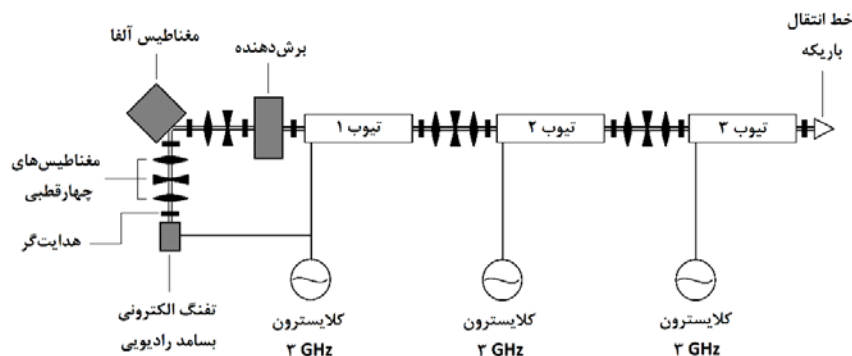 مغناطیس آلفا
برش‌دهنده
خط انتقال
باریکه
تیوب ۱
تیوب ۲
تیوب ۳
مغناطیس‌های
چهارقطبی
هدایت‌گر
تفنگ الکترونی
بسامد رادیویی
کلایسترون
۳ GHz
کلایسترون
۳ GHz
کلایسترون
۳ GHz